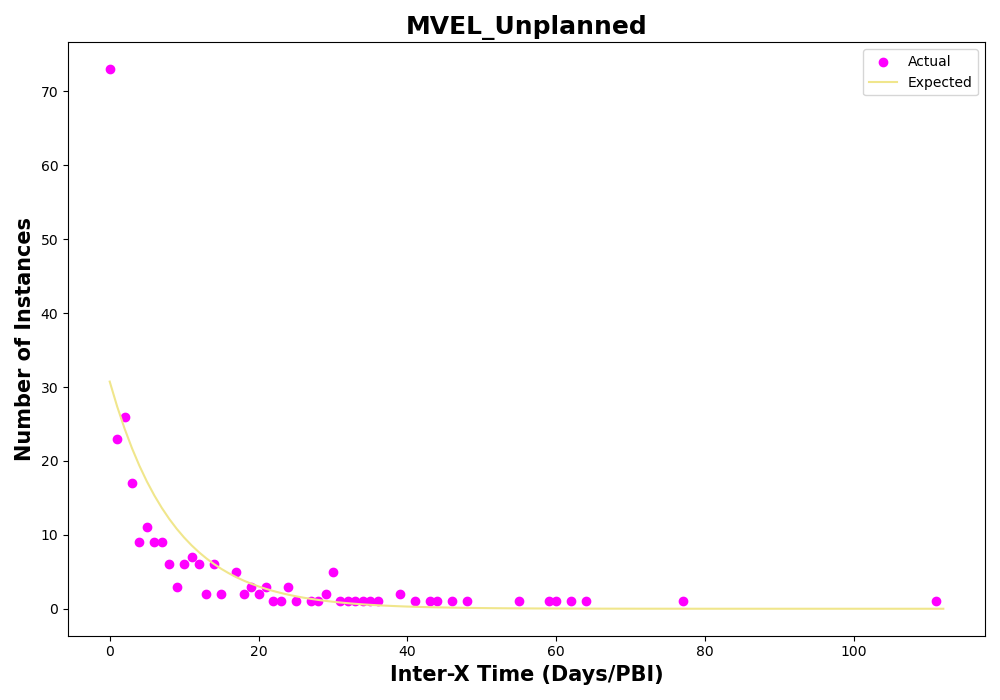 MVEL_Unplanned
Actual
Expected
Number of Instances
70
60
50
40
30
20
10
0
0 20 40 60 80 100
Inter-X Time (Days/PBI)